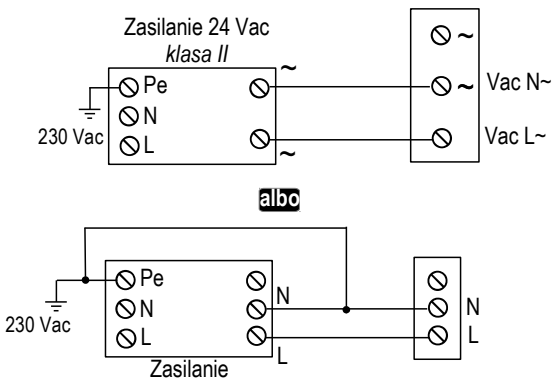 Zasilanie 24 Vac
klasa II
~
~
Pe
~
Vac N~
N
230 Vac
L
Vac L~
~
albo
Pe
N
N
N
230 Vac
L
L
L
Zasilanie